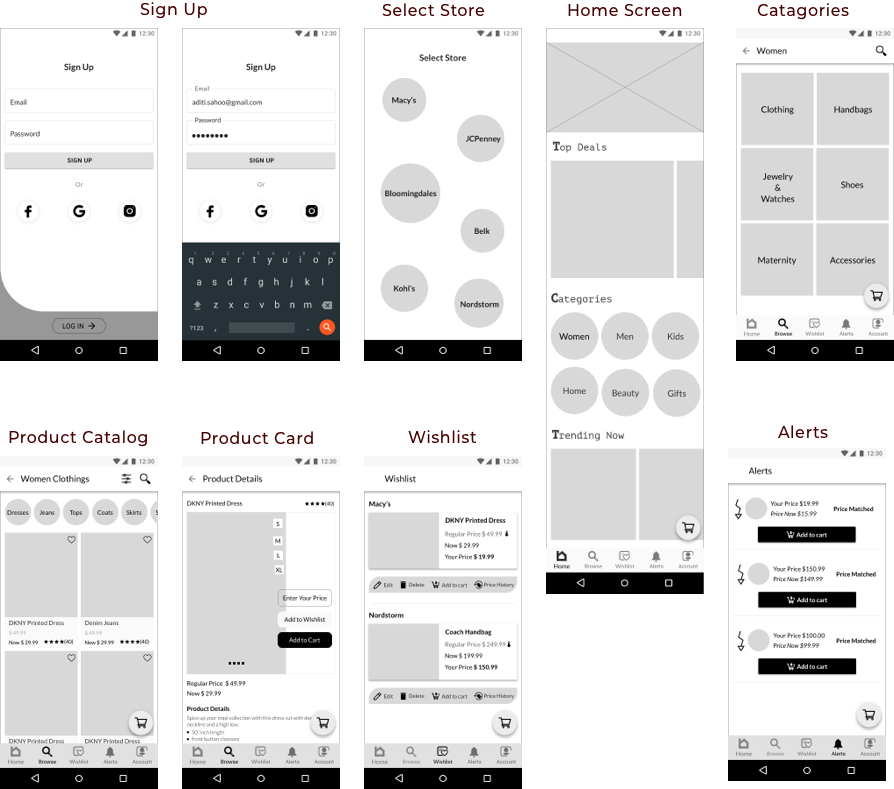 Sign Up
Select Store
Home Screen
Catagories
12:30
Sign Up
Email
Password
SIGN UP
Or
LOG IN
12:30
Sign Up
Email
aditi.sahoo@gmail.com
Password
SIGN UP
Or
q w e r t y u i o p
a s d f g h j k l
z x c v b n m
?123 , .
12:30
Select Store
Macy's
JCPenney
Bloomingdales
Belk
Kohl's
Nordstorm
12:30
Top Deals
Categories
Women
Men
Kids
Home
Beauty
Gifts
Trending Now
Home
Browse
Wishlist
Alerts
Account
12:30
Women
Clothing
Handbags
Jewelry
&
Watches
Shoes
Maternity
Accessories
Home
Browse
Wishlist
Alerts
Account
Product Catalog
Product Card
Wishlist
Alerts
12:30
Women Clothings
Dresses
Jeans
Tops
Coats
Skirts
S
DKNY Printed Dress
$ 49.99
Now $ 29.99 ★★★★(40)
Denim Jeans
$ 49.99
Now $ 29.99 ★★★★(40)
DKNY Printed Dress
DKNY Printed Dress
Home
Browse
Wishlist
Alerts
Account
12:30
Product Details
DKNY Printed Dress
★★★★(40)
S
M
L
XL
Enter Your Price
Add to Wishlist
Add to Cart
Regular Price $ 49.99
Now $ 29.99
Product Details
Spice up your maxi collection with this dress out with
neckline and a high low.
• 50' inch length
• front button closure
Home
Browse
Wishlist
Alerts
Account
12:30
Wishlist
Macy's
DKNY Printed Dress
Regular Price $ 49.99
Now $ 29.99
Your Price $ 19.99
Edit
Delete
Add to cart
Price History
Nordstorm
Coach Handbag
Regular Price $ 249.99
Now $ 199.99
Your Price $ 150.99
Edit
Delete
Add to cart
Price History
Home
Browse
Wishlist
Alerts
Account
12:30
Alerts
Your Price $19.99
Price Now $15.99
Price Matched
Add to cart
Your Price $150.99
Price Now $149.99
Price Matched
Add to cart
Your Price $100.00
Price Now $99.99
Price Matched
Add to cart
Home
Browse
Wishlist
Alerts
Account